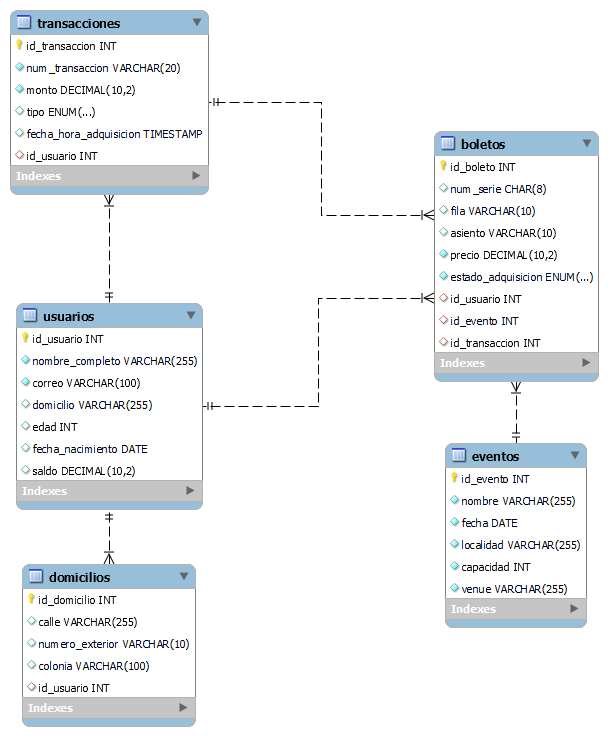 transacciones
id_transaccion INT
num_transaccion VARCHAR(20)
monto DECIMAL(10,2)
tipo ENUM(...)
fecha_hora_adquisicion TIMESTAMP
id_usuario INT
Indexes
boletos
id_boleto INT
num_serie CHAR(8)
fila VARCHAR(10)
asiento VARCHAR(10)
precio DECIMAL(10,2)
estado_adquisicion ENUM(...)
id_usuario INT
id_evento INT
id_transaccion INT
Indexes
usuarios
id_usuario INT
nombre_completo VARCHAR(255)
correo VARCHAR(100)
domicilio VARCHAR(255)
edad INT
fecha_nacimiento DATE
saldo DECIMAL(10,2)
Indexes
eventos
id_evento INT
nombre VARCHAR(255)
fecha DATE
localidad VARCHAR(255)
capacidad INT
venue VARCHAR(255)
Indexes
domicilios
id_domicilio INT
calle VARCHAR(255)
numero_exterior VARCHAR(10)
colonia VARCHAR(100)
id_usuario INT
Indexes